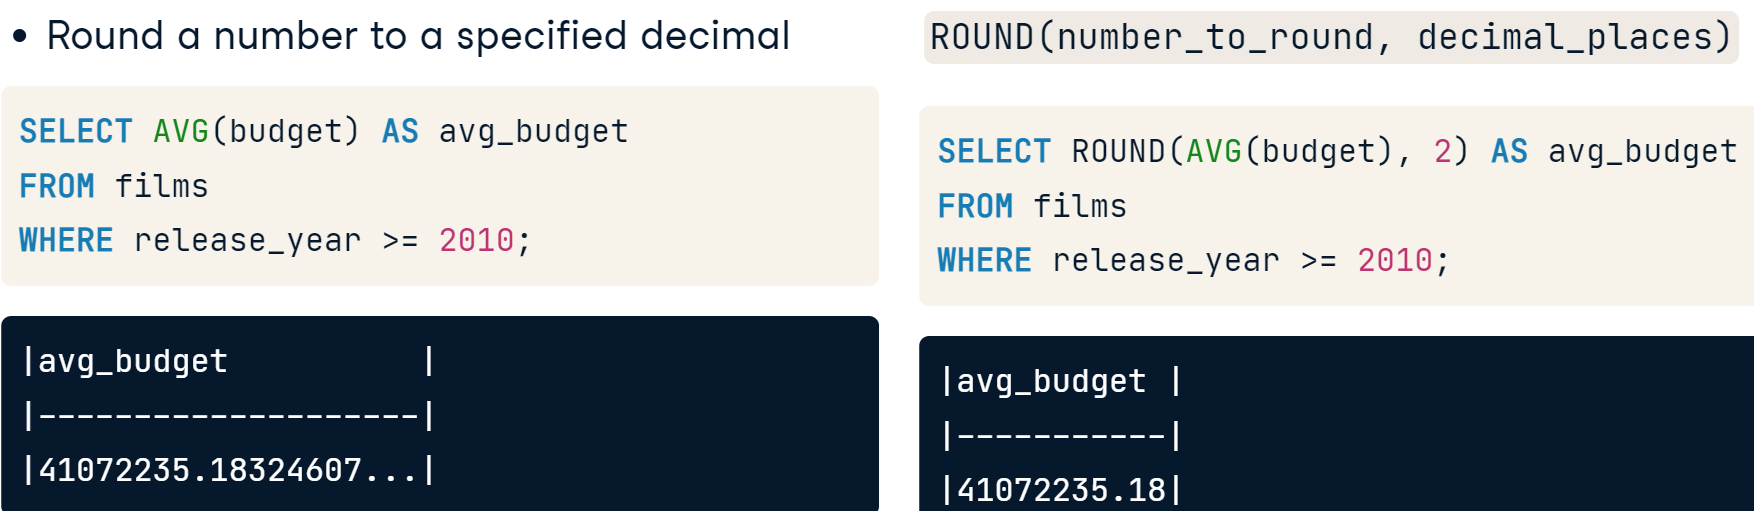 • Round a number to a specified decimal
SELECT AVG(budget) AS avg_budget
FROM films
WHERE release_year >= 2010;
|avg_budget          |
|--------------------|
|41072235.18324607...|
ROUND(number_to_round, decimal_places)
SELECT ROUND(AVG(budget), 2) AS avg_budget
FROM films
WHERE release_year >= 2010;
|avg_budget |
|-----------|
|41072235.18|